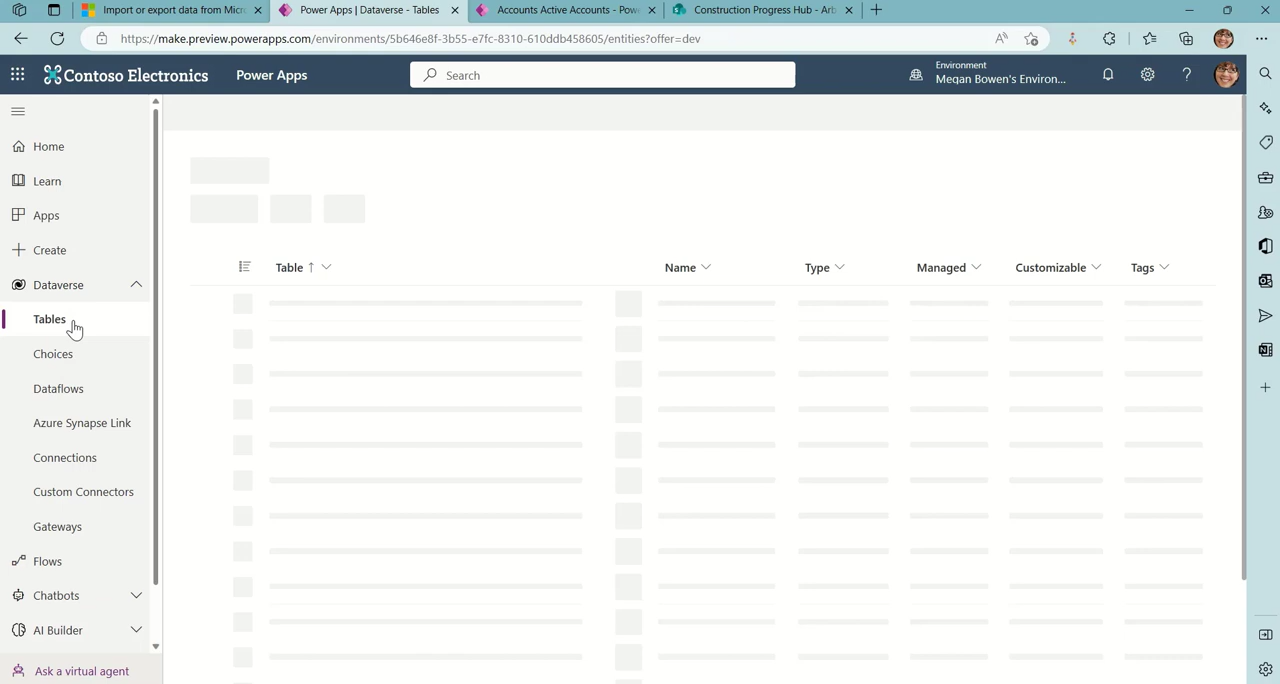 Import or export data from Micro
Power Apps | Dataverse - Tables
Accounts Active Accounts - Powe
Construction Progress Hub - Arb
https://make.preview.powerapps.com/environments/5b646e8f-3b55-e7fc-8310-610ddb458605/entities?offer=dev
Contoso Electronics
Power Apps
Search
Environment
Megan Bowen's Environ...
Home
Learn
Apps
Create
Dataverse
Tables
Choices
Dataflows
Azure Synapse Link
Connections
Custom Connectors
Gateways
Flows
Chatbots
AI Builder
Ask a virtual agent
Table ↑
Name
Type
Managed
Customizable
Tags